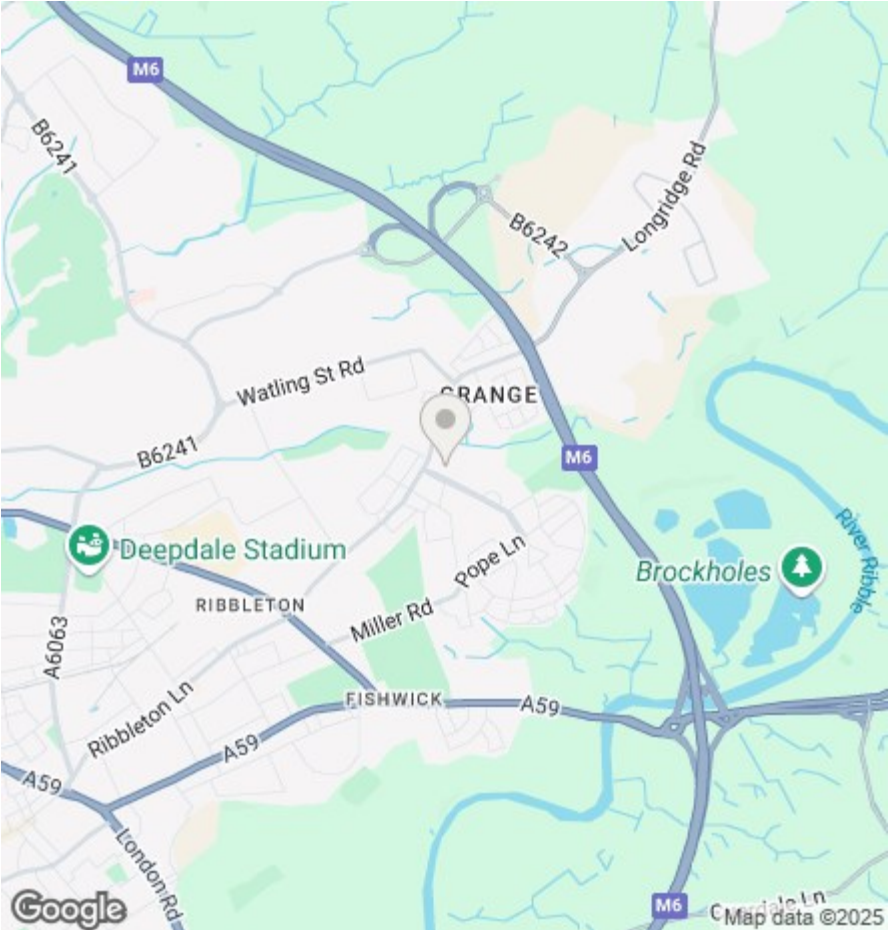 M6
B6241
Longridge Rd
B6242
Watling St Rd
GRANGE
B6241
M6
River Ribble
Deepdale Stadium
Pope Ln
Brockholes
RIBBLETON
Miller Rd
A6063
FISHWICK
A59
Ribbleton Ln
A59
A59
London Rd
M6
Google
Map data ©2025